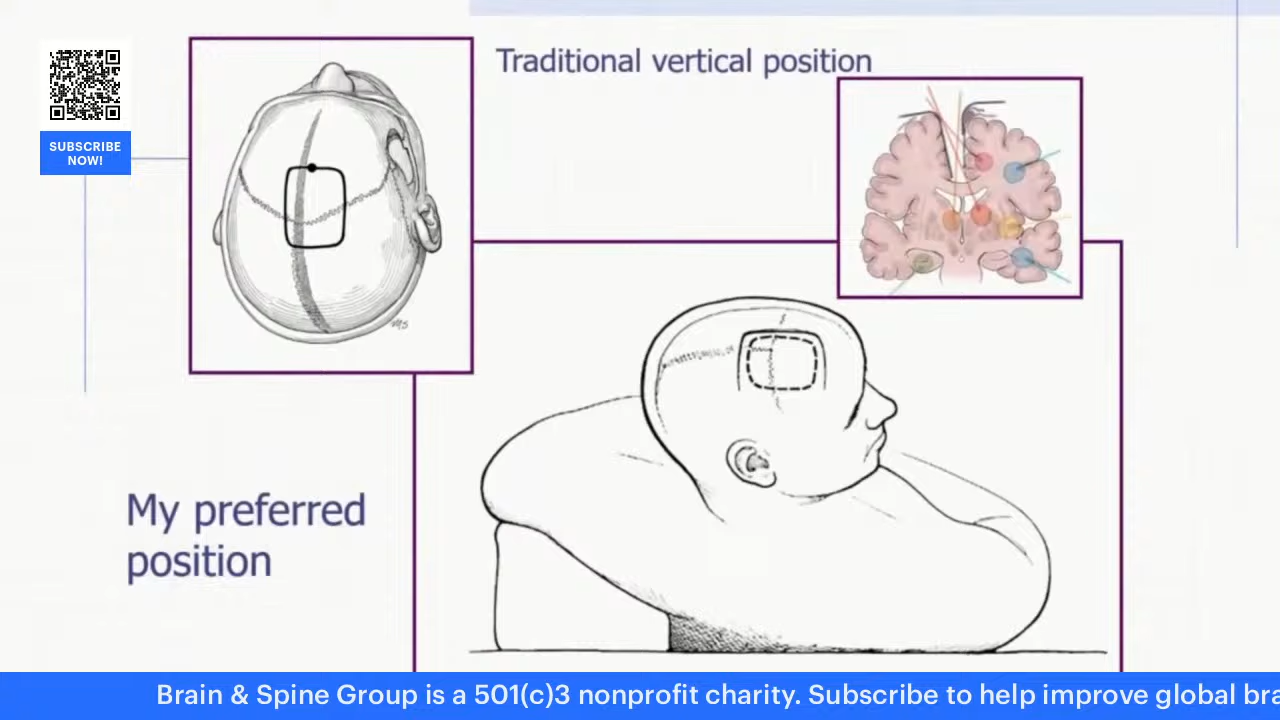 Traditional vertical position
SUBSCRIBE
NOW!
My preferred
position
Brain & Spine Group is a 501(c)3 nonprofit charity. Subscribe to help improve global